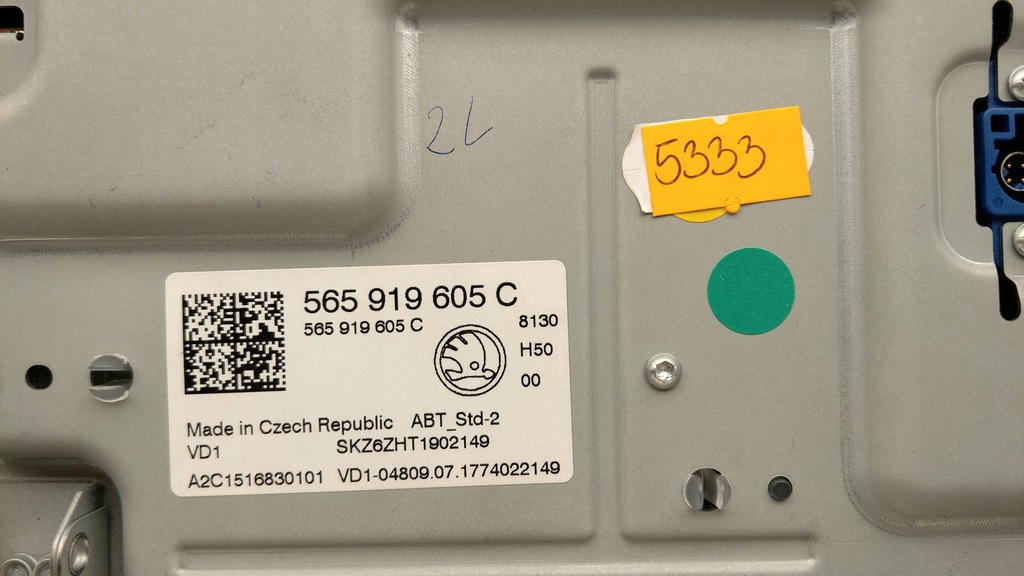 2L
5333
565 919 605 C
565 919 605 C
8130
H50
00
Made in Czech Republic ABT_Std-2
VD1 SKZ6ZHT1902149
A2C1516830101 VD1-04809.07.1774022149